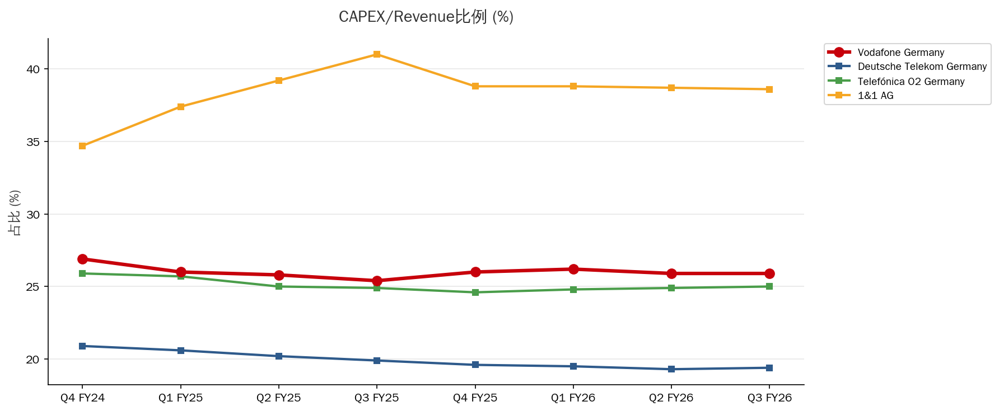 CAPEX/Revenue比例 (%)
占比 (%)
40
35
30
25
20
Q4 FY24
Q1 FY25
Q2 FY25
Q3 FY25
Q4 FY25
Q1 FY26
Q2 FY26
Q3 FY26
Vodafone Germany
Deutsche Telekom Germany
Telefónica O2 Germany
1&1 AG